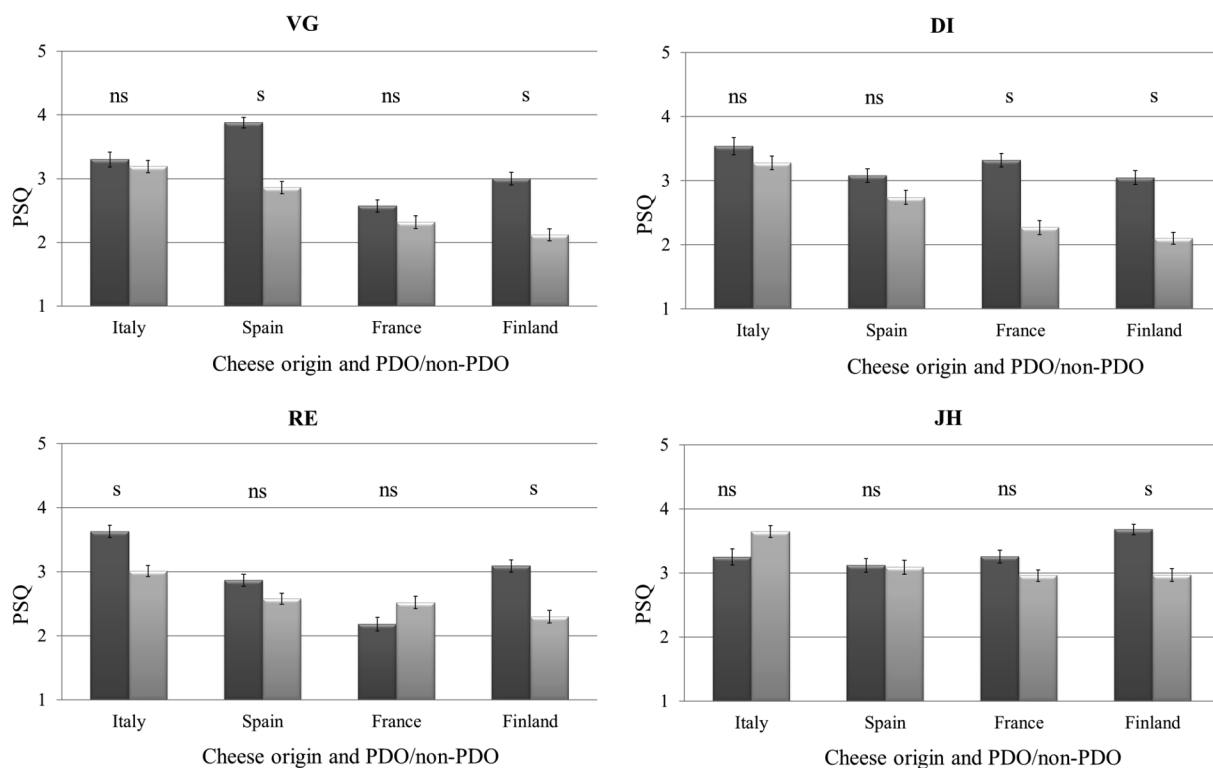 VG
5
4
3
2
1
PSQ
ns s ns s
Italy Spain France Finland
Cheese origin and PDO/non-PDO
DI
5
4
3
2
1
PSQ
ns ns s s
Italy Spain France Finland
Cheese origin and PDO/non-PDO
RE
5
4
3
2
1
PSQ
s ns ns s
Italy Spain France Finland
Cheese origin and PDO/non-PDO
JH
5
4
3
2
1
PSQ
ns ns ns s
Italy Spain France Finland
Cheese origin and PDO/non-PDO